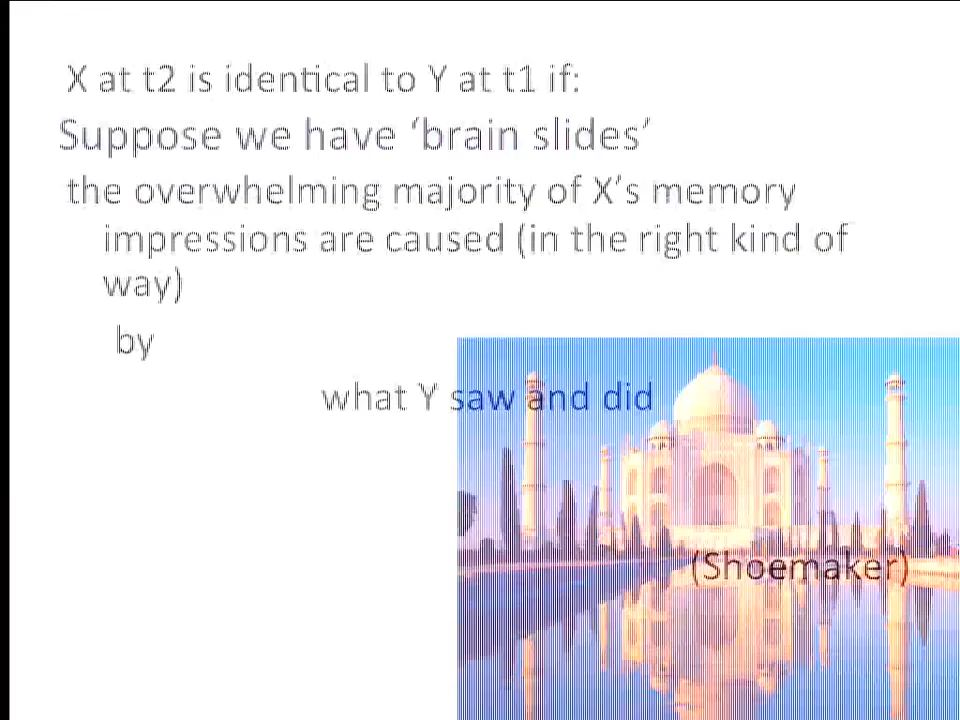 X at t2 is identical to Y at t1 if:
Suppose we have ‘brain slides’
the overwhelming majority of X’s memory
impressions are caused (in the right kind of
way)
by
what Y saw and did
(Shoemaker)